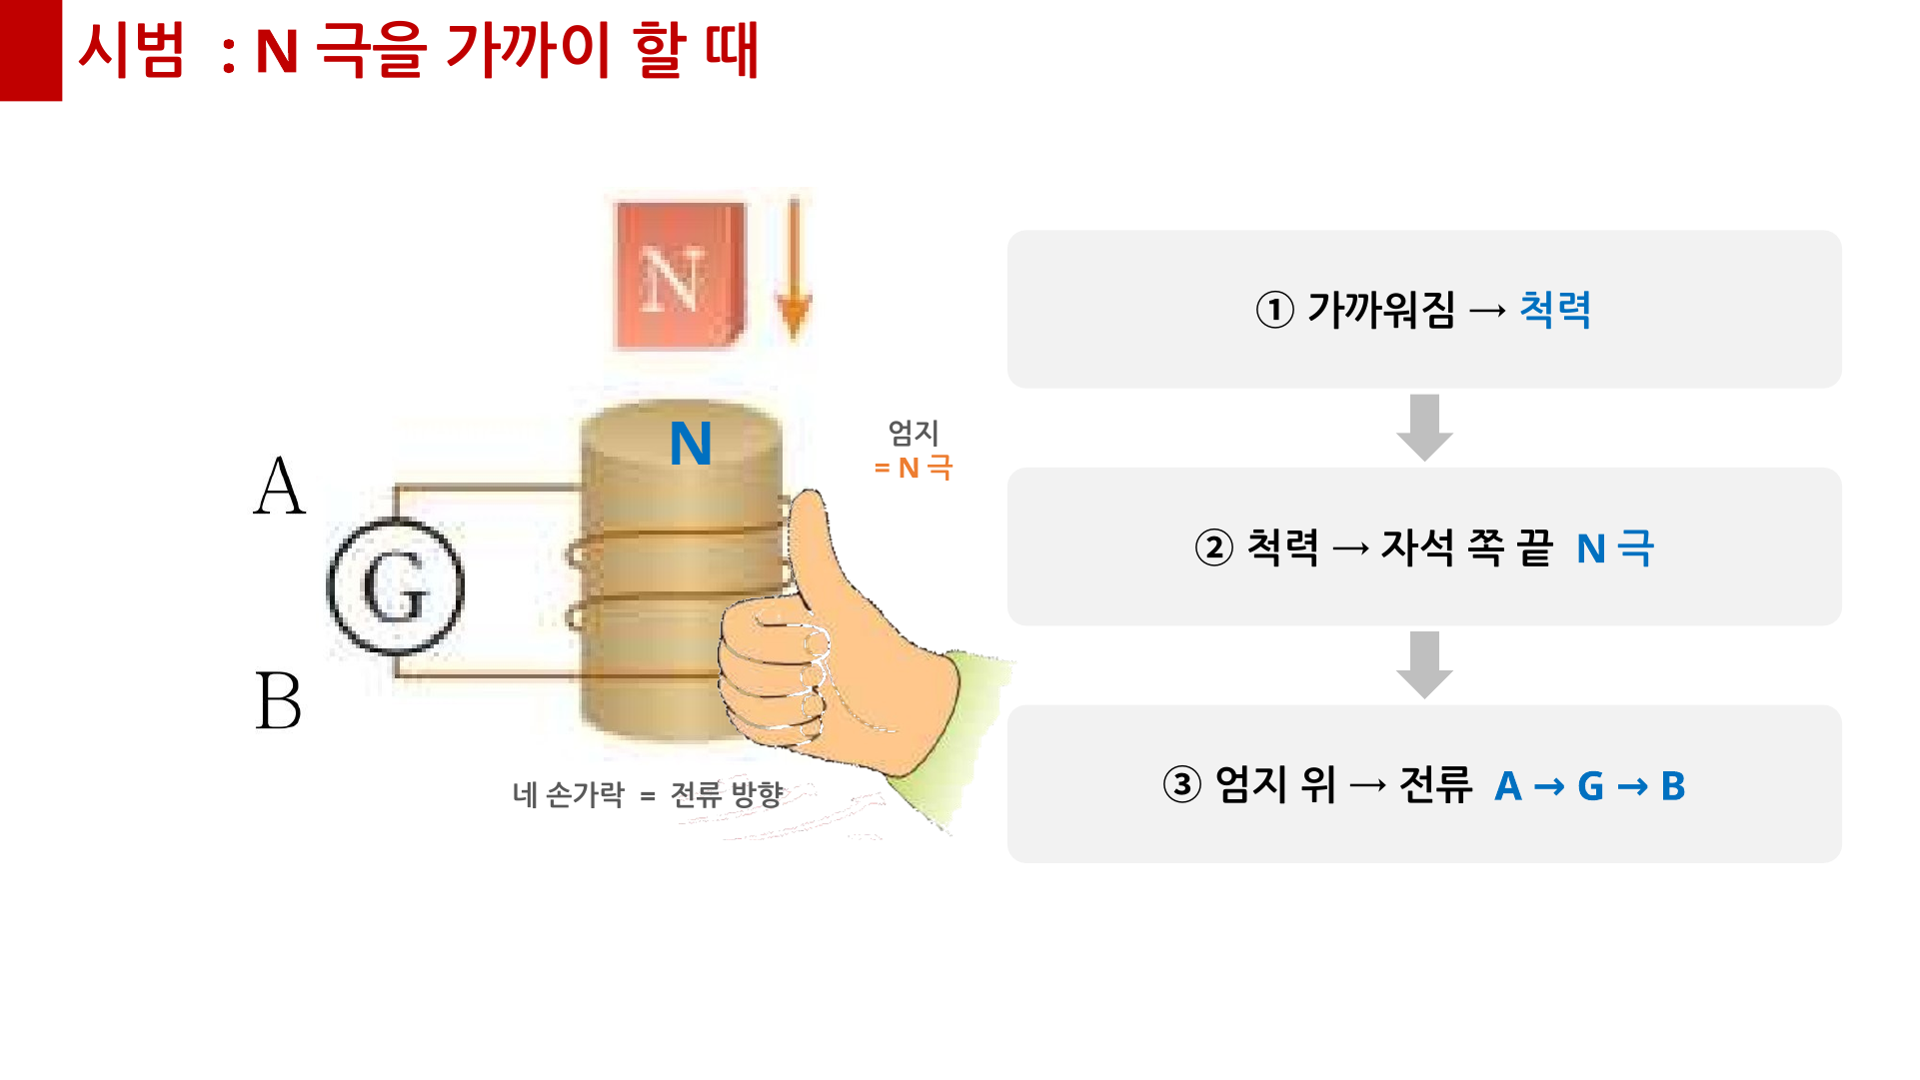 시범 : N 극을 가까이 할 때
N
N
엄지
= N 극
A
G
B
네 손가락 = 전류 방향
① 가까워짐 → 척력
② 척력 → 자석 쪽 끝 N 극
③ 엄지 위 → 전류 A → G → B